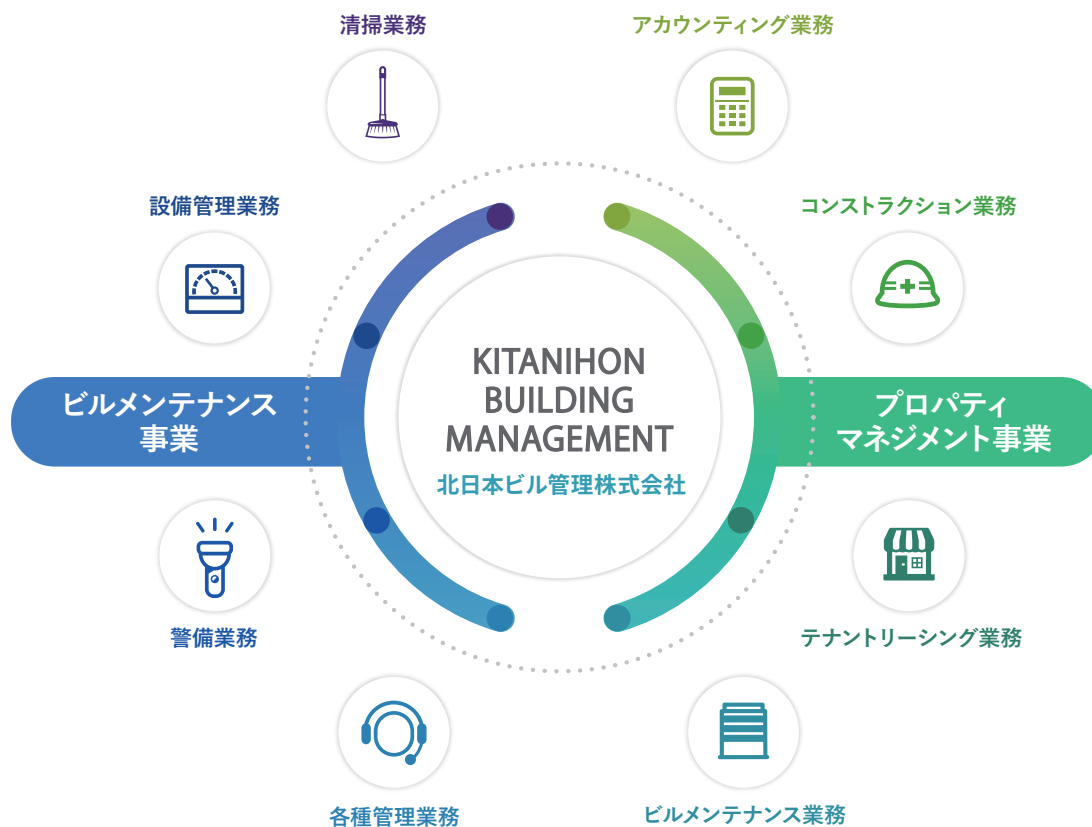 清掃業務
アカウンティング業務
設備管理業務
コンストラクション業務
KITANIHON
BUILDING
MANAGEMENT
北日本ビル管理株式会社
ビルメンテナンス
事業
プロパティ
マネジメント事業
警備業務
テナントリーシング業務
各種管理業務
ビルメンテナンス業務